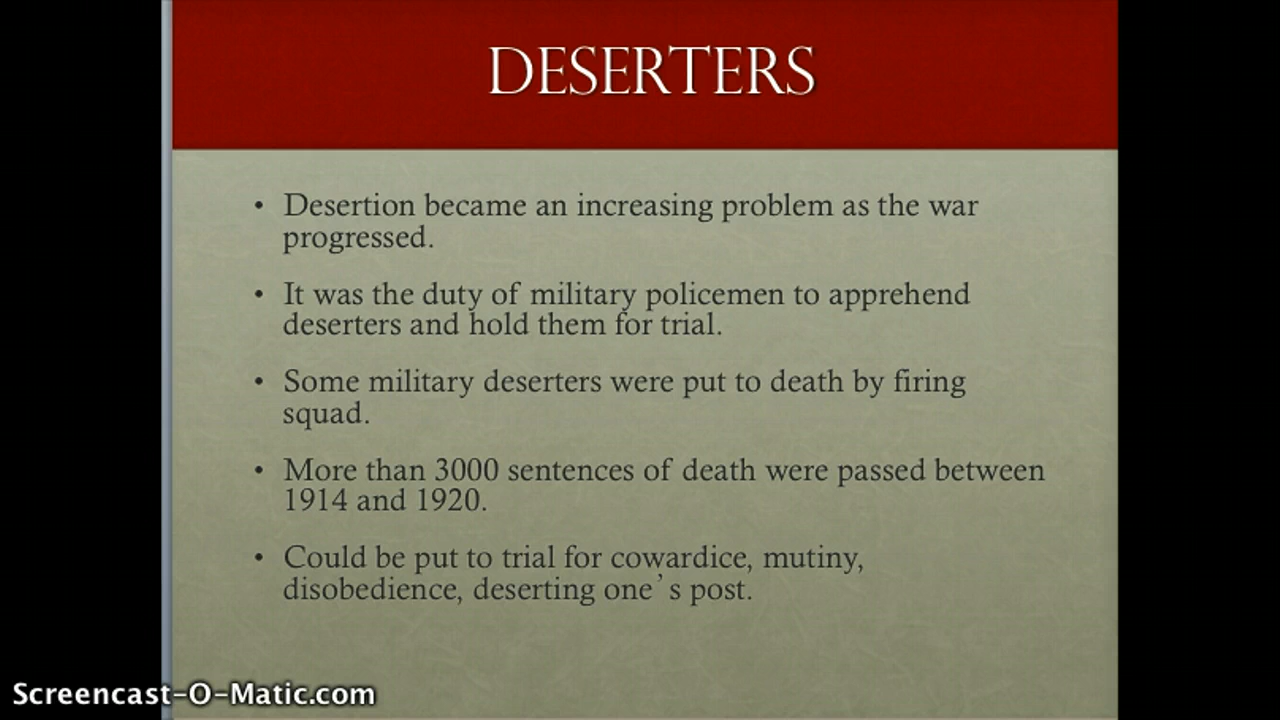 DESERTERS
• Desertion became an increasing problem as the war
progressed.
• It was the duty of military policemen to apprehend
deserters and hold them for trial.
• Some military deserters were put to death by firing
squad.
• More than 3000 sentences of death were passed between
1914 and 1920.
• Could be put to trial for cowardice, mutiny,
disobedience, deserting one's post.
Screencast-O-Matic.com